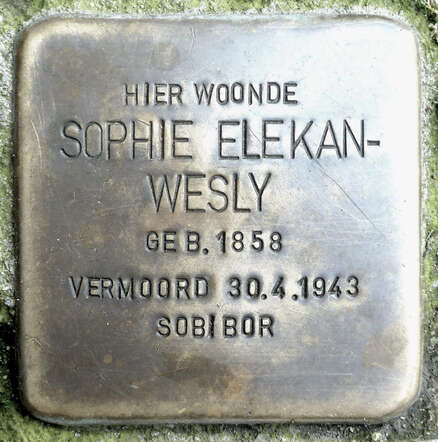 HIER WOONDE
SOPHIE ELEKAN-
WESLY
GEB. 1858
VERMOORD 30.4.1943
SOBIBOR